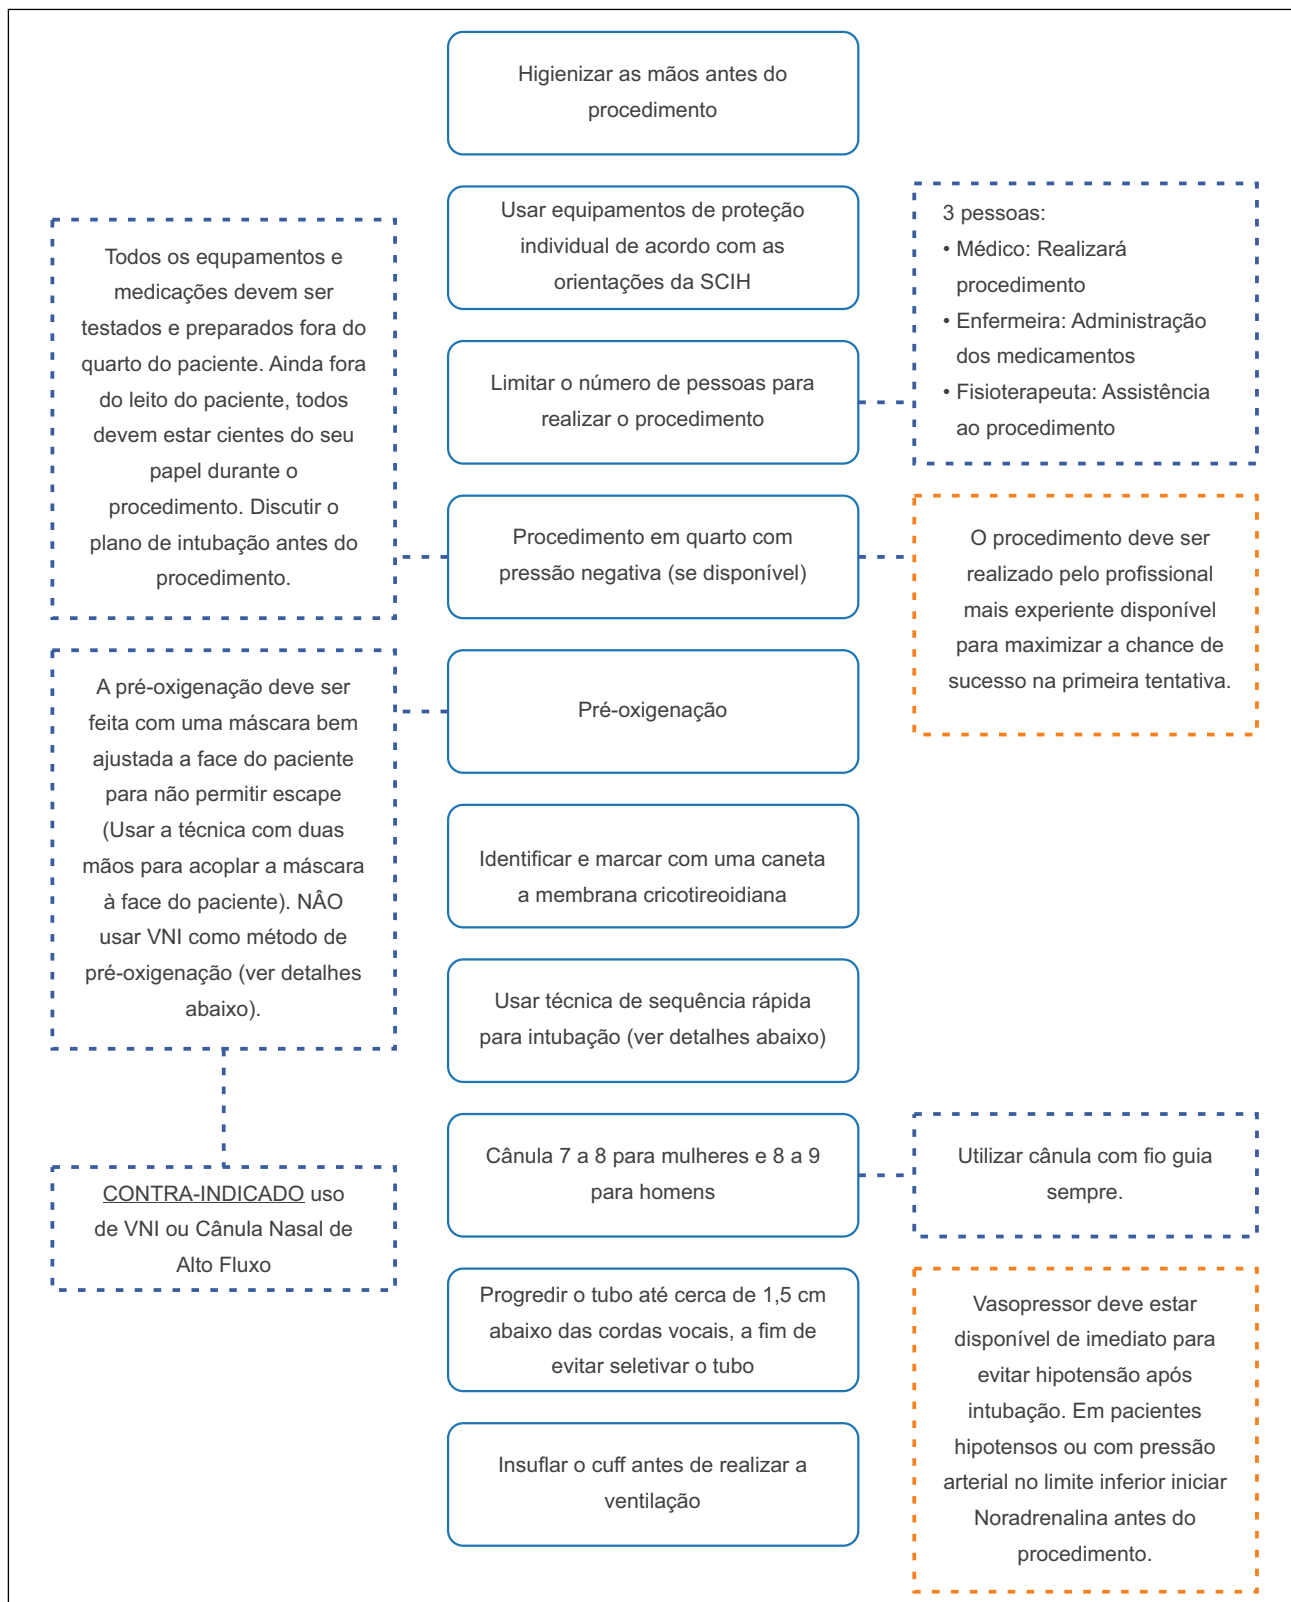 Higienizar as mãos antes do
procedimento
Usar equipamentos de proteção
individual de acordo com as
orientações da SCIH
3 pessoas:
• Médico: Realizará
procedimento
• Enfermeira: Administração
dos medicamentos
• Fisioterapeuta: Assistência
ao procedimento
Todos os equpamentos e
medicações devem ser
testados e preparados fora do
quarto do paciente. Ainda fora
do leito do paciente, todos
devem estar cientes do seu
papel durante o
procedimento. Discutir o
plano de intubação antes do
procedimento.
Limitar o número de pessoas para
realizar o procedimento
Procedimento em quarto com
pressão negativa (se disponível)
O procedimento deve ser
realizado pelo profissional
mais experiente disponível
para maximizar a chance de
sucesso na primeira tentativa.
A pré-oxigenação deve ser
feita com uma máscara bem
ajustada a face do paciente
para não permitir escape
(Usar a técnica com duas
mãos para acoplar a máscara
à face do paciente). NÂO
usar VNI como método de
pré-oxigenação (ver detalhes
abaixo).
Pré-oxigenação
Identificar e marcar com uma caneta
a membrana cricotireoidiana
Usar técnica de sequência rápida
para intubação (ver detalhes abaixo)
CONTRA-INDICADO uso
de VNI ou Cânula Nasal de
Alto Fluxo
Cânula 7 a 8 para mulheres e 8 a 9
para homens
Utilizar cânula com fio guia
sempre.
Progredir o tubo até cerca de 1,5 cm
abaixo das cordas vocais, a fim de
evitar seletivar o tubo
Vasopressor deve estar
disponível de imediato para
evitar hipotensão após
intubação. Em pacientes
hipotensos ou com pressão
arterial no limite inferior iniciar
Noradrenalina antes do
procedimento.
Insuflar o cuff antes de realizar a
ventilação